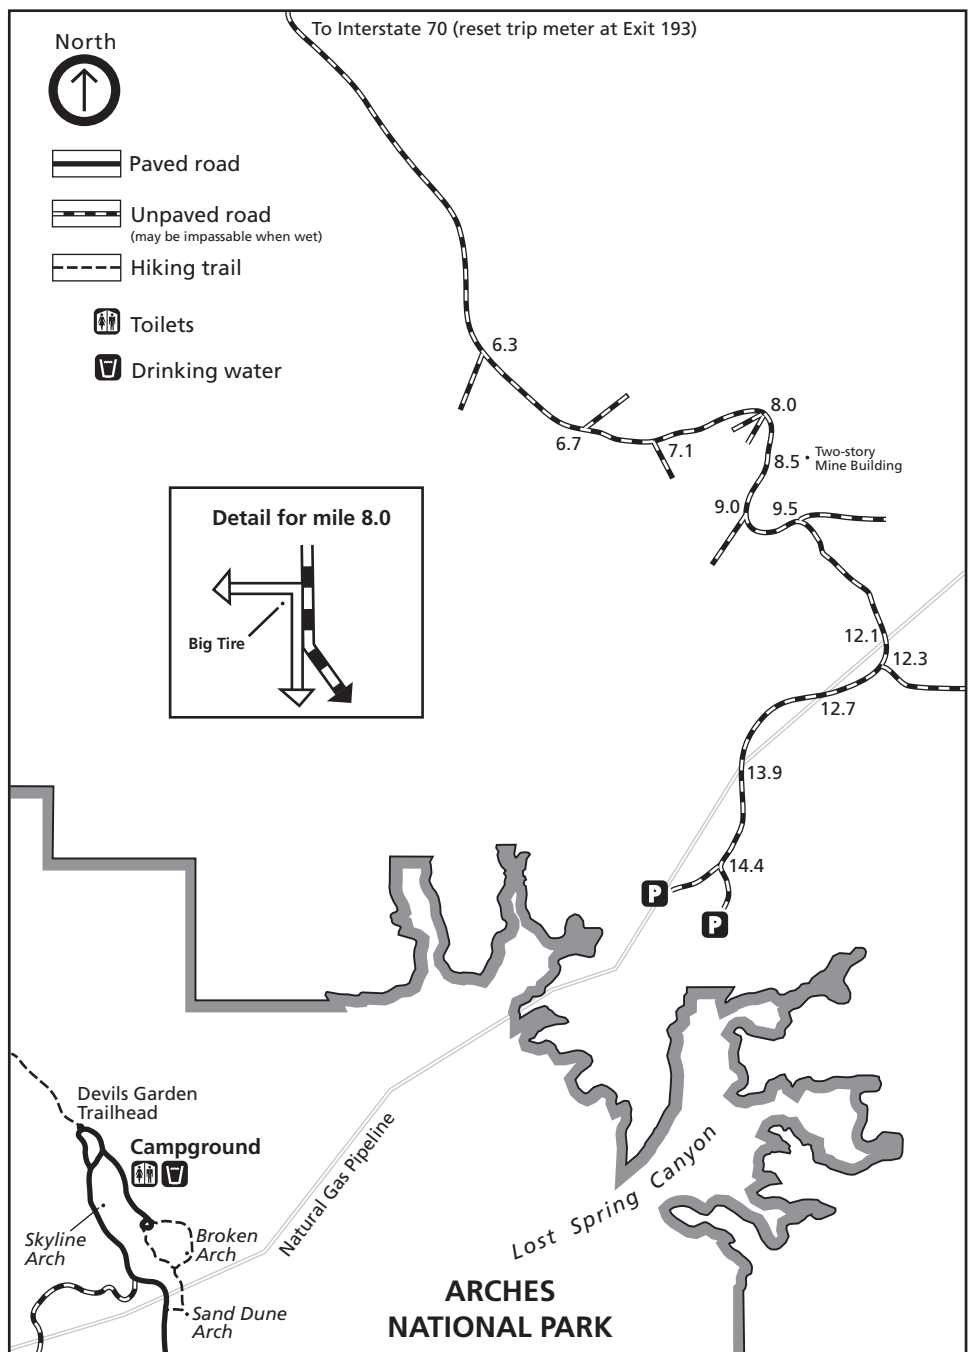 To Interstate 70 (reset trip meter at Exit 193)
North
Paved road
Unpaved road
(may be impassable when wet)
Hiking trail
Toilets
Drinking water
6.3
6.7
7.1
8.0
8.5
Two-story
Mine Building
9.0
9.5
Detail for mile 8.0
Big Tire
12.1
12.3
12.7
13.9
14.4
P
P
Devils Garden
Trailhead
Campground
Natural Gas Pipeline
Lost Spring Canyon
Skyline
Arch
Broken
Arch
Sand Dune
Arch
ARCHES
NATIONAL PARK